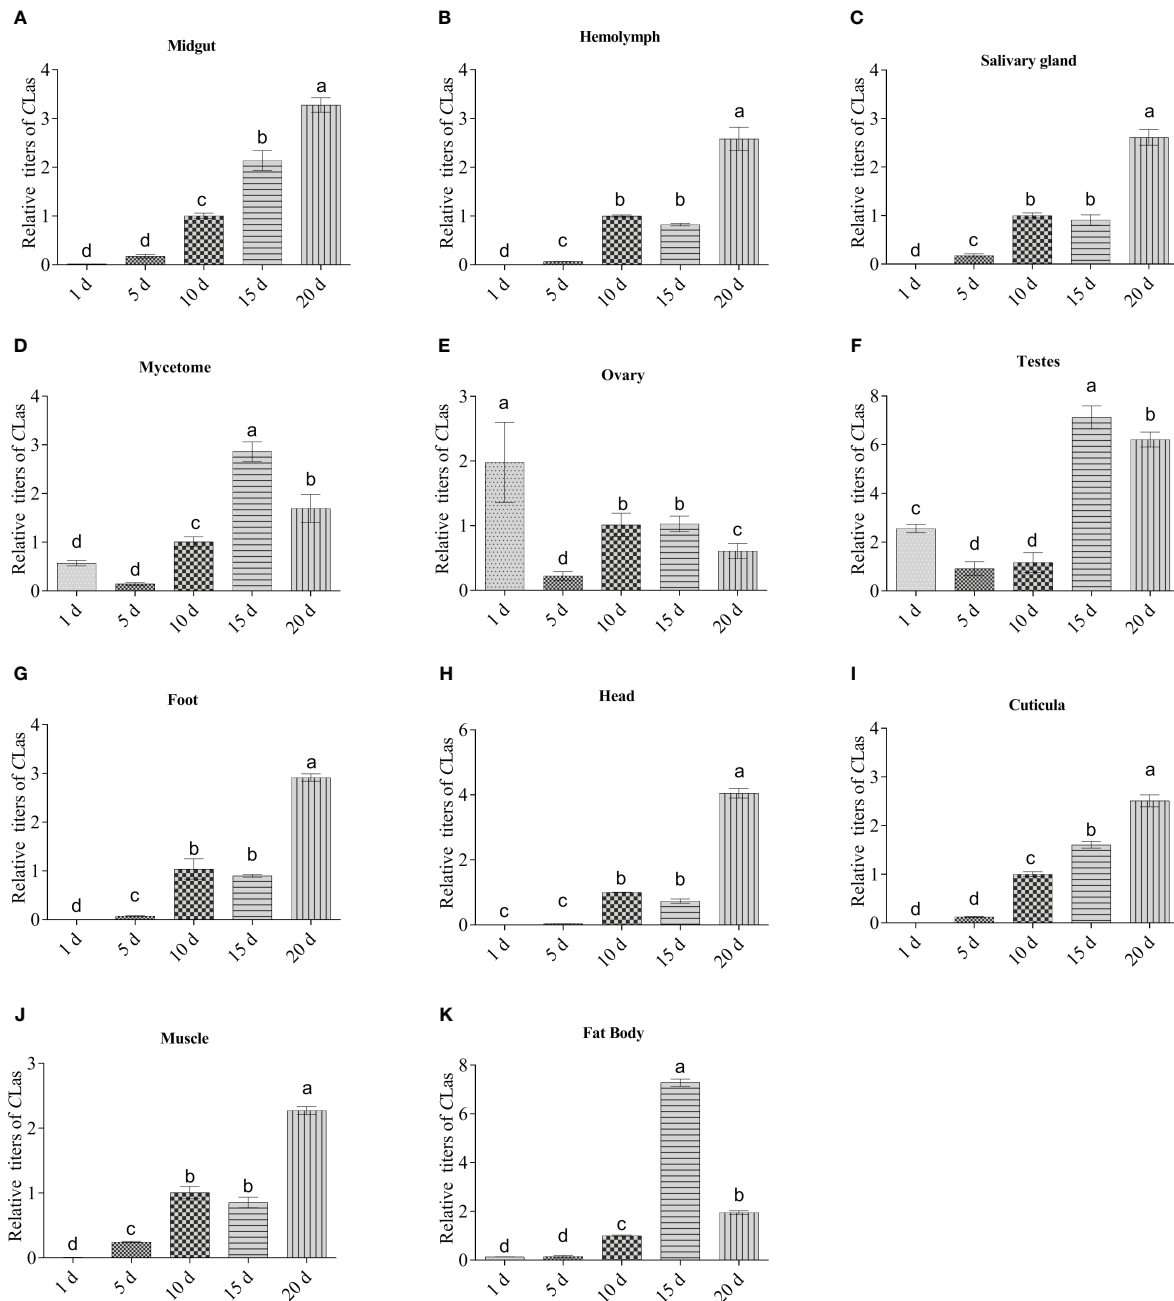 A
Midgut
Relative titers of CLas
4
3
2
1
0
d
d
c
b
a
1 d
5 d
10 d
15 d
20 d
B
Hemolymph
Relative titers of CLas
4
3
2
1
0
d
c
b
b
a
1 d
5 d
10 d
15 d
20 d
C
Salivary gland
Relative titers of CLas
4
3
2
1
0
d
c
b
b
a
1 d
5 d
10 d
15 d
20 d
D
Mycetome
Relative titers of CLas
4
3
2
1
0
d
d
c
a
b
1 d
5 d
10 d
15 d
20 d
E
Ovary
Relative titers of CLas
3
2
1
0
a
d
b
b
c
1 d
5 d
10 d
15 d
20 d
F
Testes
Relative titers of CLas
8
6
4
2
0
c
d
d
a
b
1 d
5 d
10 d
15 d
20 d
G
Foot
Relative titers of CLas
4
3
2
1
0
d
c
b
b
a
1 d
5 d
10 d
15 d
20 d
H
Head
Relative titers of CLas
6
4
2
0
c
c
b
b
a
1 d
5 d
10 d
15 d
20 d
I
Cuticula
Relative titers of CLas
4
3
2
1
0
d
d
c
b
a
1 d
5 d
10 d
15 d
20 d
J
Muscle
Relative titers of CLas
3
2
1
0
d
c
b
b
a
1 d
5 d
10 d
15 d
20 d
K
Fat Body
Relative titers of CLas
8
6
4
2
0
d
d
c
a
b
1 d
5 d
10 d
15 d
20 d